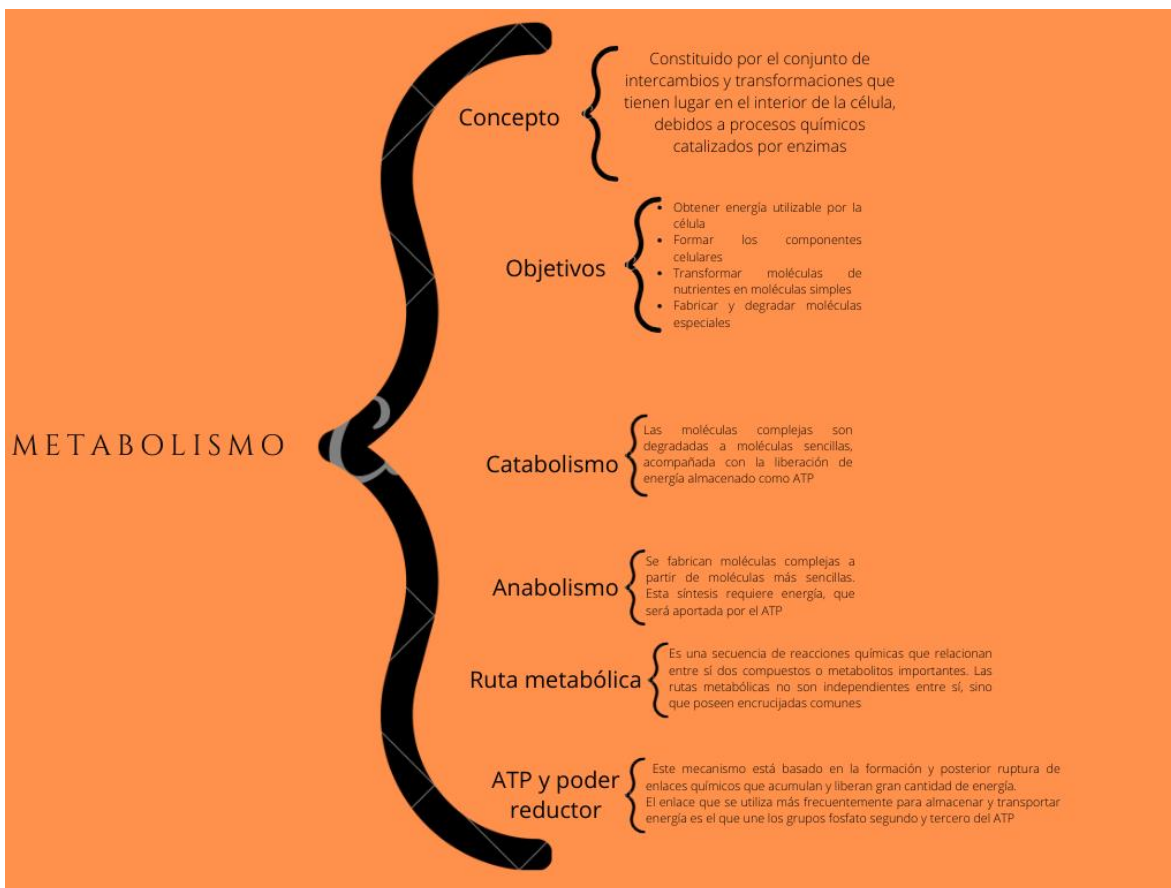 METABOLISMO
Concepto
Constituido por el conjunto de
intercambios y transformaciones que
tienen lugar en el interior de la célula,
debidos a procesos químicos
catalizados por enzimas
Objetivos
• Obtener energía utilizable por la
célula
• Formar los componentes
celulares
• Transformar moléculas de
nutrientes en moléculas simples
• Fabricar y degradar moléculas
especiales
Catabolismo
Las moléculas complejas son
degradadas a moléculas sencillas,
acompañada con la liberación de
energía almacenado como ATP
Anabolismo
Se fabrican moléculas complejas a
partir de moléculas más sencillas.
Esta síntesis requiere energía, que
será aportada por el ATP
Ruta metabólica
Es una secuencia de reacciones químicas que relacionan
entre sí dos compuestos o metabolitos importantes. Las
rutas metabólicas no son independientes entre sí, sino
que poseen encrucijadas comunes
ATP y poder
reductor
Este mecanismo está basado en la formación y posterior ruptura de
enlaces químicos que acumulan y liberan gran cantidad de energía.
El enlace que se utiliza más frecuentemente para almacenar y transportar
energía es el que une los grupos fosfato segundo y tercero del ATP